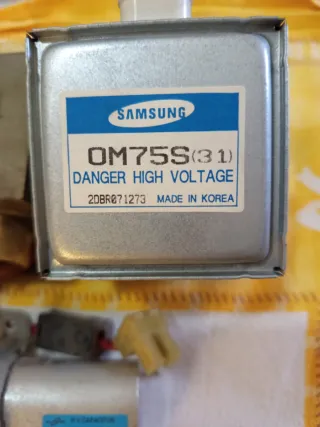 SAMSUNG
OM75S(31)
DANGER HIGH VOLTAGE
2DBR071273 MADE IN KOREA